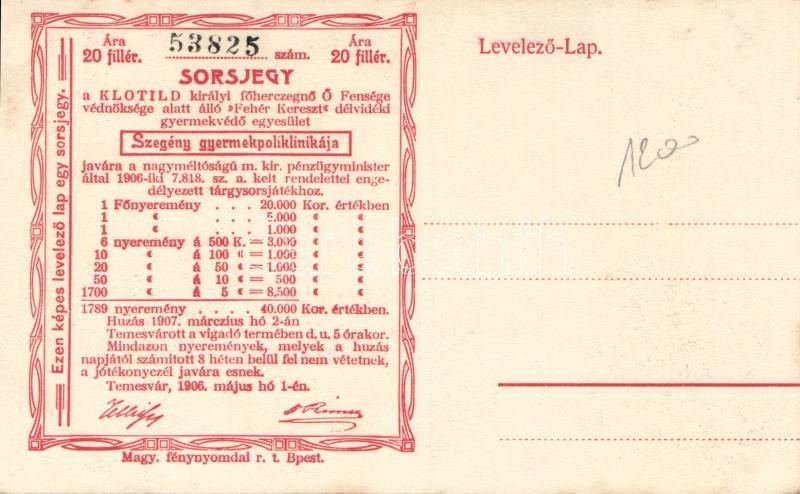 Ezen képes levelező lap egy sorsjegy.
Ára 53825 Ára
20 fillér. szám. 20 fillér.
SORSJEGY
a KLOTILD királyi főherczegnő Ő Fensége
védnöksége alatt álló »Fehér Kereszt« délvidéki
gyermekvédő egyesület
Szegény gyermekpoliklinikája
javára a nagyméltóságú m. kir. pénzügyminister
által 1906-iki 7.818. sz. a. kelt rendelettel enge-
délyezett tárgysorsjátékhoz.
1 Főnyeremény . . . 20.000 Kor. értékben
1 « . . . 5.000 « «
1 « . . . 1.000 « «
6 nyeremény á 500 K. = 3.000 « «
10 « á 100 « = 1.000 « «
20 « á 50 « = 1.000 « «
50 « á 10 « = 500 « «
1700 « á 5 « = 8,500 « «
1789 nyeremény . . . . 40.000 Kor. értékben.
Huzás 1907. márczius hó 2-án
Temesvárott a vigadó termében d. u. 5 órakor.
Mindazon nyeremények, melyek a huzás
napjától számitott 8 héten belül fel nem vétetnek,
a jótékonyczél javára esnek.
Temesvár, 1906. május hó 1-én.
Magy. fénynyomdai r. t. Bpest.
Levelező-Lap.
1200